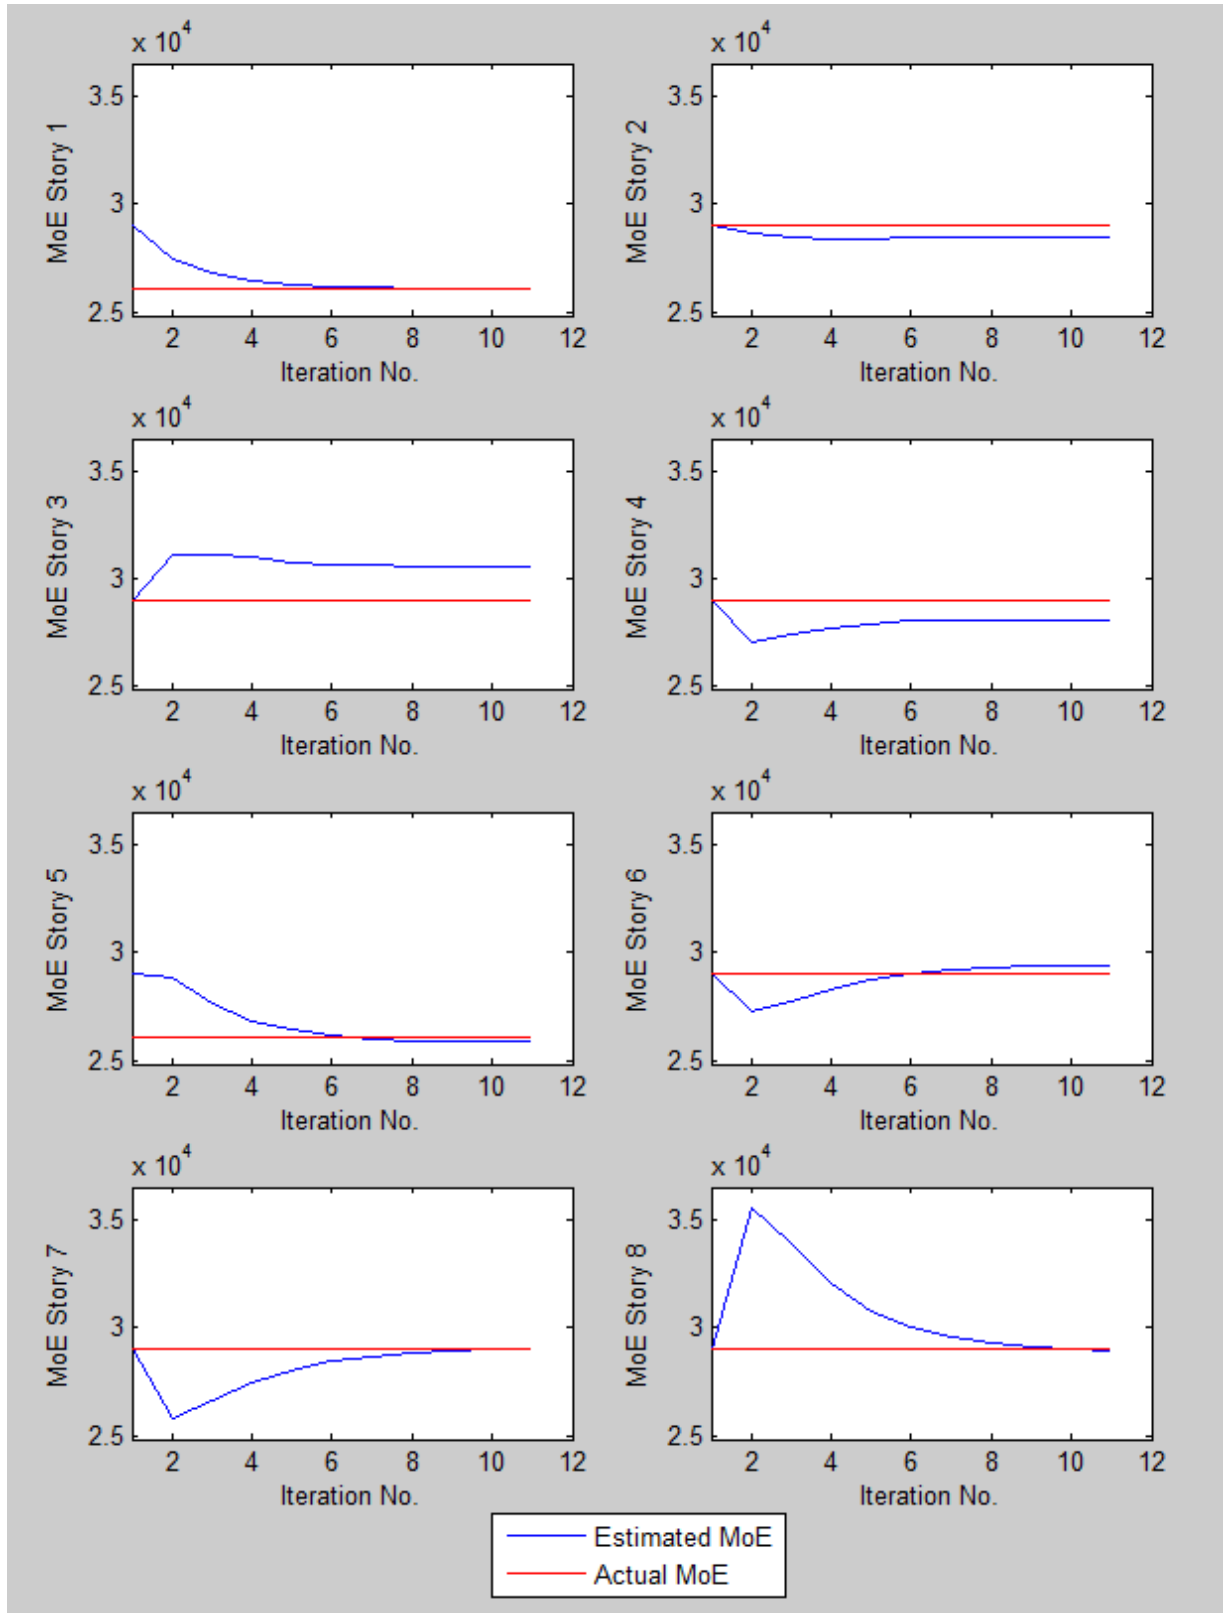 x 10^4
3.5
3
2.5
MoE Story 1
2 4 6 8 10 12
Iteration No.
x 10^4
3.5
3
2.5
MoE Story 2
2 4 6 8 10 12
Iteration No.
x 10^4
3.5
3
2.5
MoE Story 3
2 4 6 8 10 12
Iteration No.
x 10^4
3.5
3
2.5
MoE Story 4
2 4 6 8 10 12
Iteration No.
x 10^4
3.5
3
2.5
MoE Story 5
2 4 6 8 10 12
Iteration No.
x 10^4
3.5
3
2.5
MoE Story 6
2 4 6 8 10 12
Iteration No.
x 10^4
3.5
3
2.5
MoE Story 7
2 4 6 8 10 12
Iteration No.
x 10^4
3.5
3
2.5
MoE Story 8
2 4 6 8 10 12
Iteration No.
Estimated MoE
Actual MoE